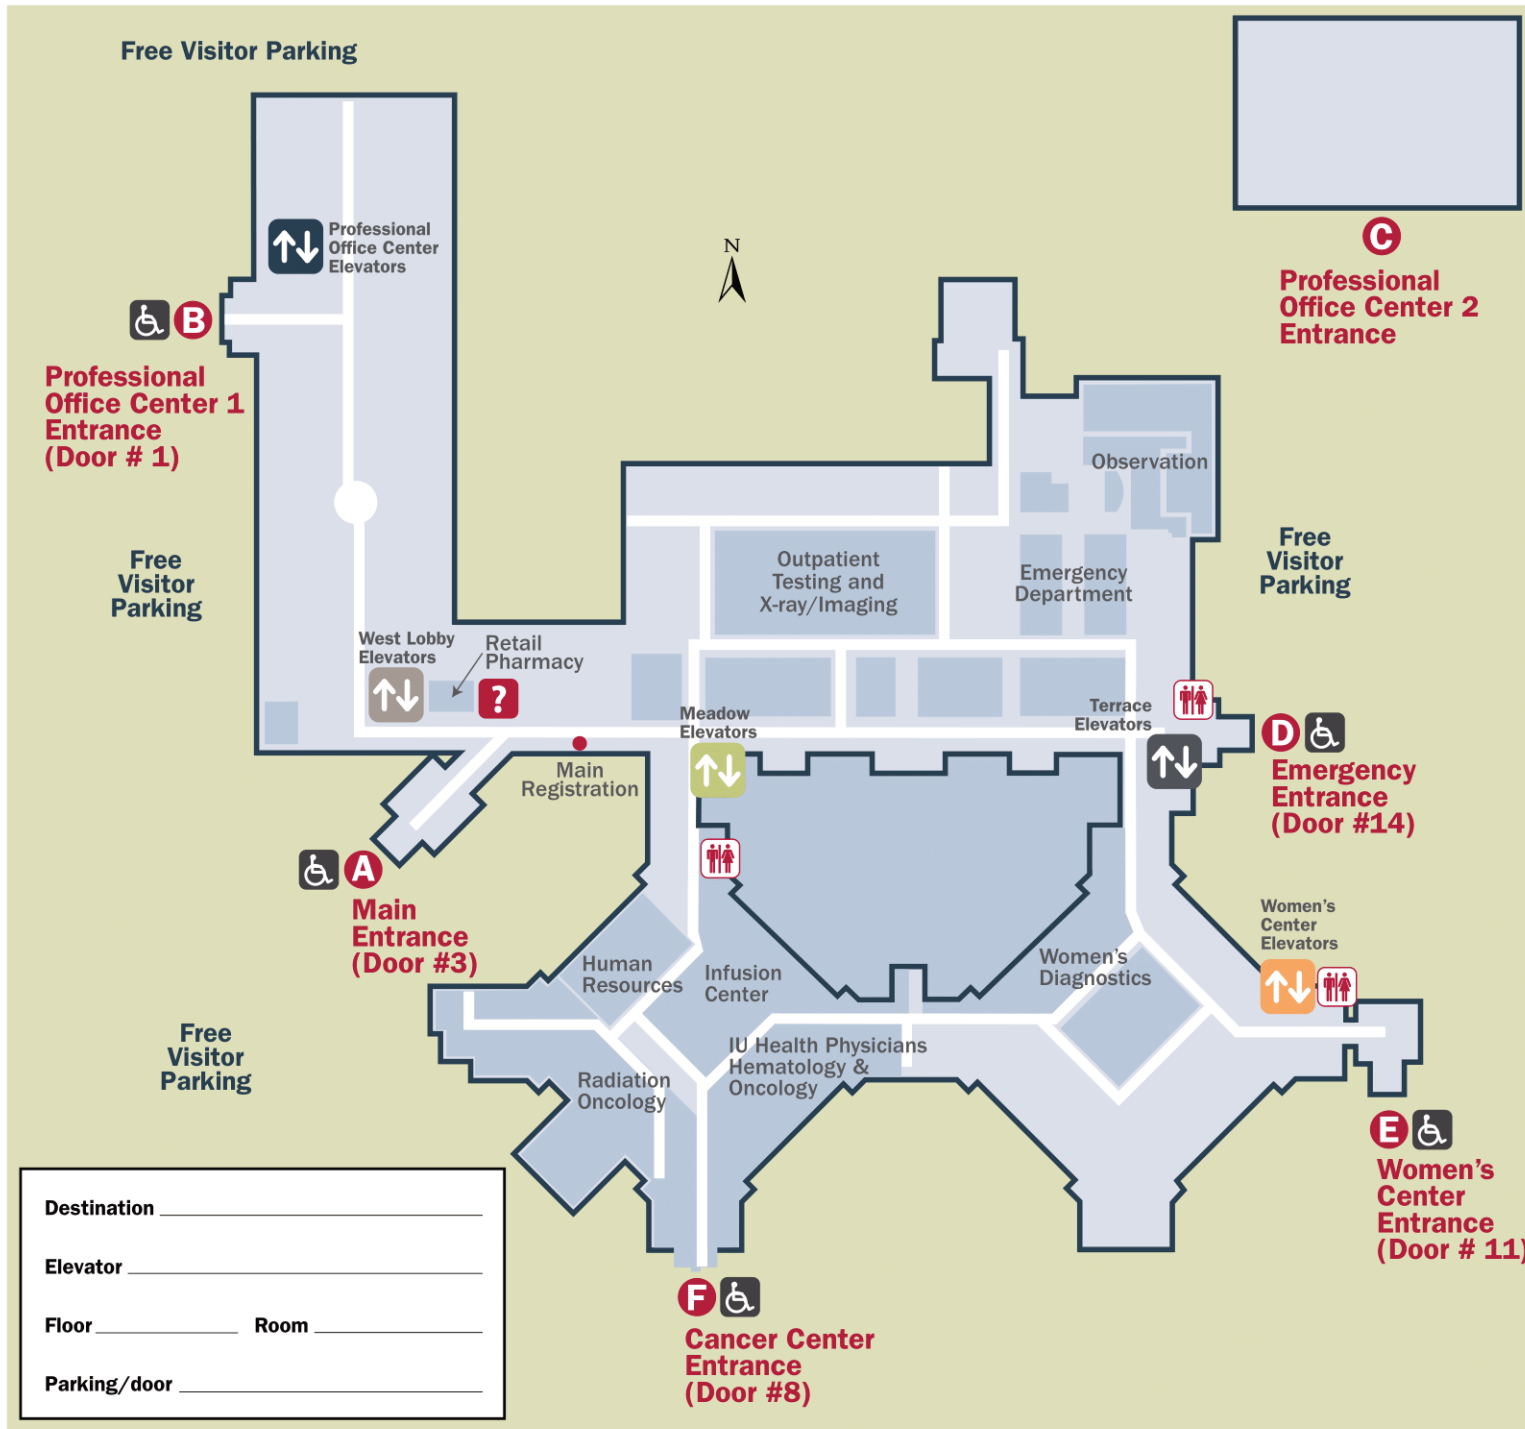 Free Visitor Parking
Professional
Office Center
Elevators
N
C
Professional
Office Center 2
Entrance
B
Professional
Office Center 1
Entrance
(Door # 1)
Observation
Free
Visitor
Parking
Free
Visitor
Parking
Outpatient
Testing and
X-ray/Imaging
Emergency
Department
West Lobby
Elevators
Retail
Pharmacy
?
Meadow
Elevators
Terrace
Elevators
D
Emergency
Entrance
(Door #14)
Main
Registration
A
Main
Entrance
(Door #3)
Women's
Center
Elevators
Human
Resources
Infusion
Center
Women's
Diagnostics
Free
Visitor
Parking
IU Health Physicians
Hematology &
Oncology
Radiation
Oncology
E
Women's
Center
Entrance
(Door # 11)
Destination
Elevator
Floor Room
Parking/door
F
Cancer Center
Entrance
(Door #8)